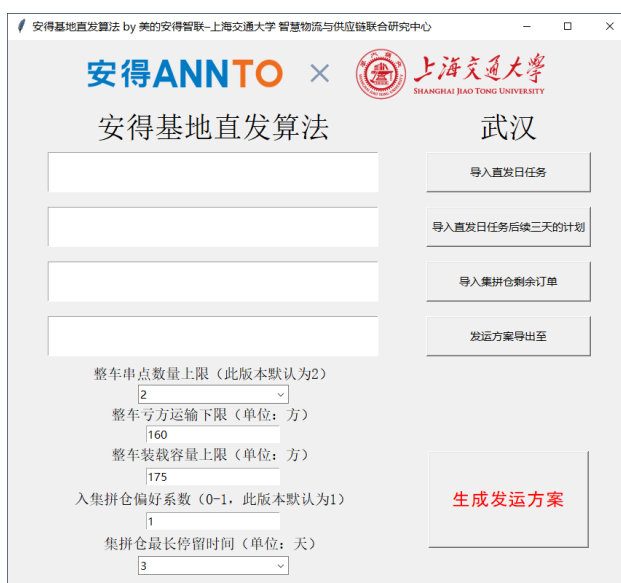 安得基地直发算法 by 美的安得智联-上海交通大学 智慧物流与供应链联合研究中心
安得ANNTO × 上海交通大学
SHANGHAI JIAO TONG UNIVERSITY
安得基地直发算法 武汉
导入直发日任务
导入直发日任务后续三天的计划
导入集拼仓剩余订单
发运方案导出至
整车串点数量上限（此版本默认为2）
2
整车亏方运输下限（单位：方）
160
整车装载容量上限（单位：方）
175
入集拼仓偏好系数（0-1，此版本默认为1）
1
生成发运方案
集拼仓最长停留时间（单位：天）
3